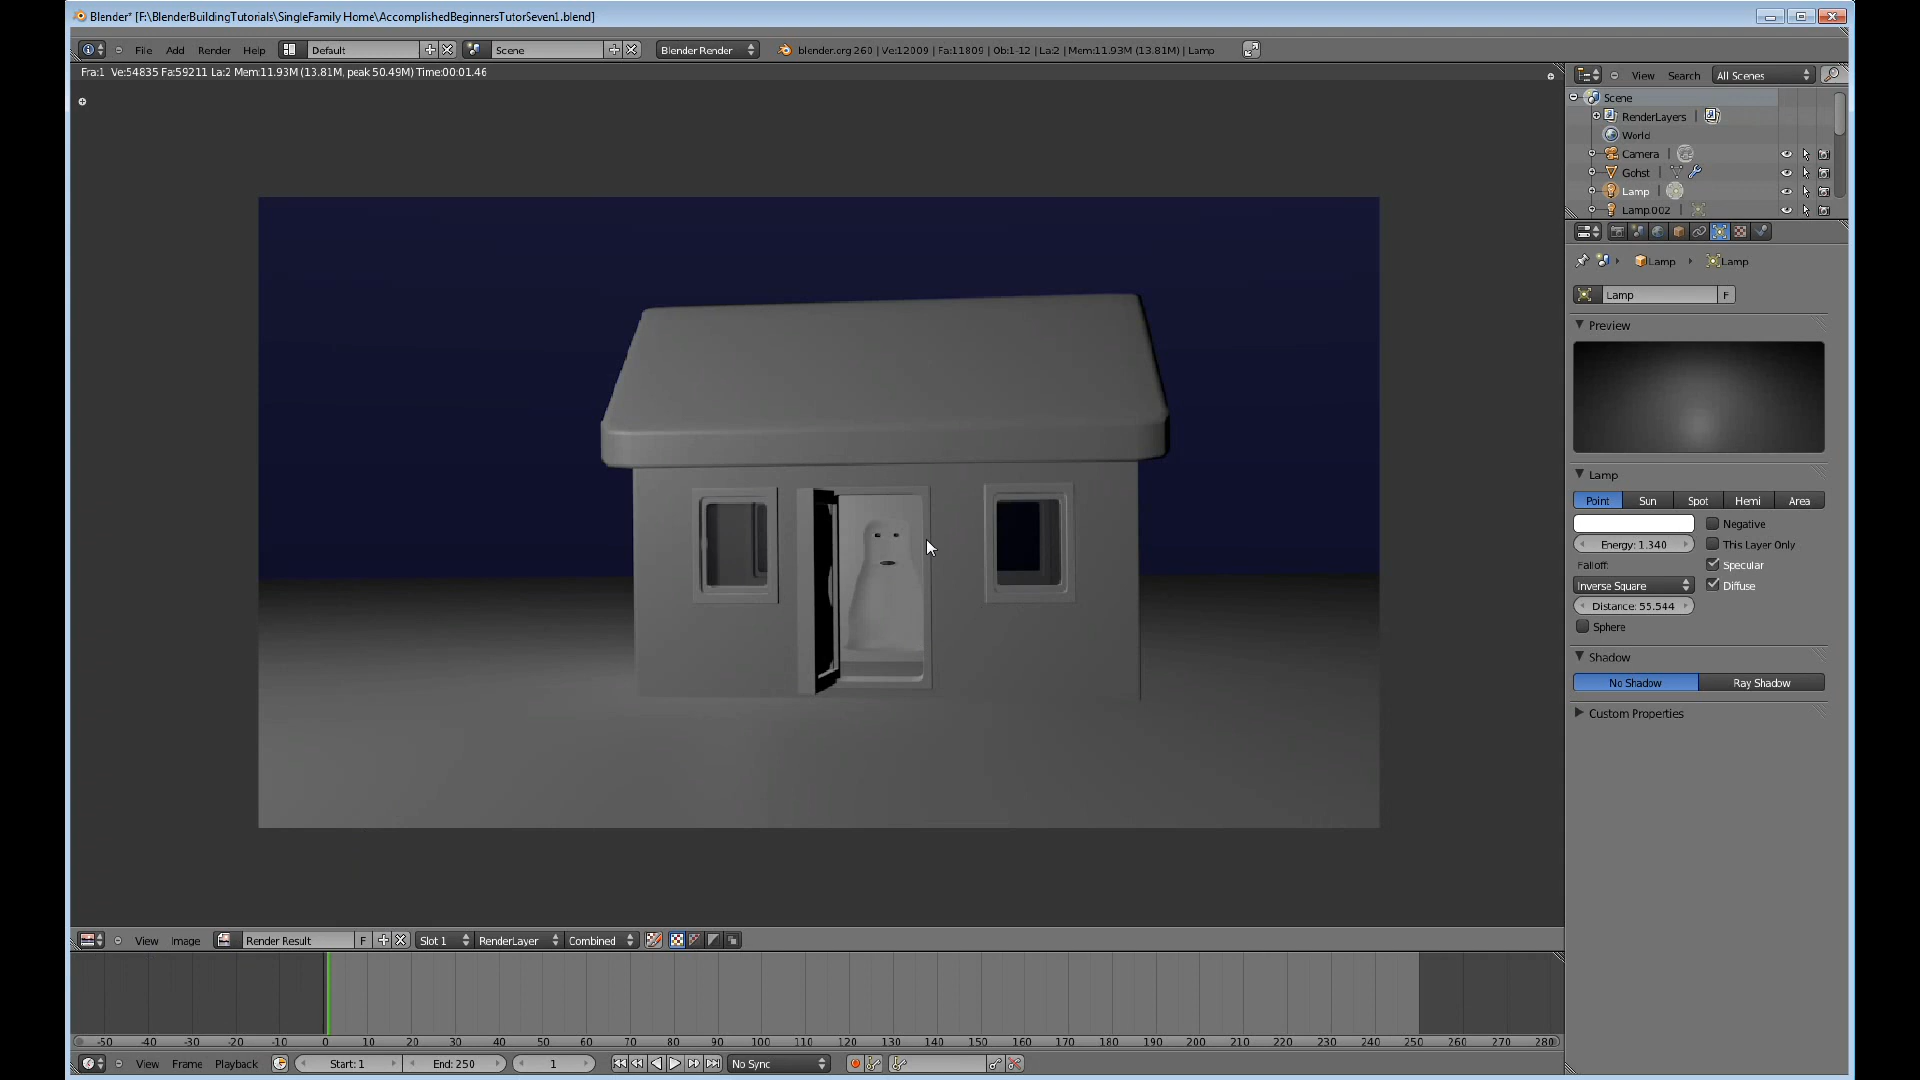 Blender* [F:\BlenderBuildingTutorials\SingleFamily Home\AccomplishedBeginnersTutorSeven1.blend]
File Add Render Help Default Scene Blender Render blender.org 260 | Ve:12009 | Fa:11809 | Ob:1-12 | La:2 | Mem:11.93M (13.81M) | Lamp
Fra:1 Ve:54835 Fa:59211 La:2 Mem:11.93M (13.81M, peak 50.49M) Time:00:01.46
View Search All Scenes
Scene
RenderLayers |
World
Camera |
Gohst |
Lamp |
Lamp.002 |
Lamp Lamp
Lamp F
Preview
Lamp
Point Sun Spot Hemi Area
Negative
Energy: 1.340 This Layer Only
Falloff: Specular
Inverse Square Diffuse
Distance: 55.544
Sphere
Shadow
No Shadow Ray Shadow
Custom Properties
View Image Render Result F Slot 1 RenderLayer Combined
-50 -40 -30 -20 -10 0 10 20 30 40 50 60 70 80 90 100 110 120 130 140 150 160 170 180 190 200 210 220 230 240 250 260 270 280
View Frame Playback Start: 1 End: 250 1 No Sync